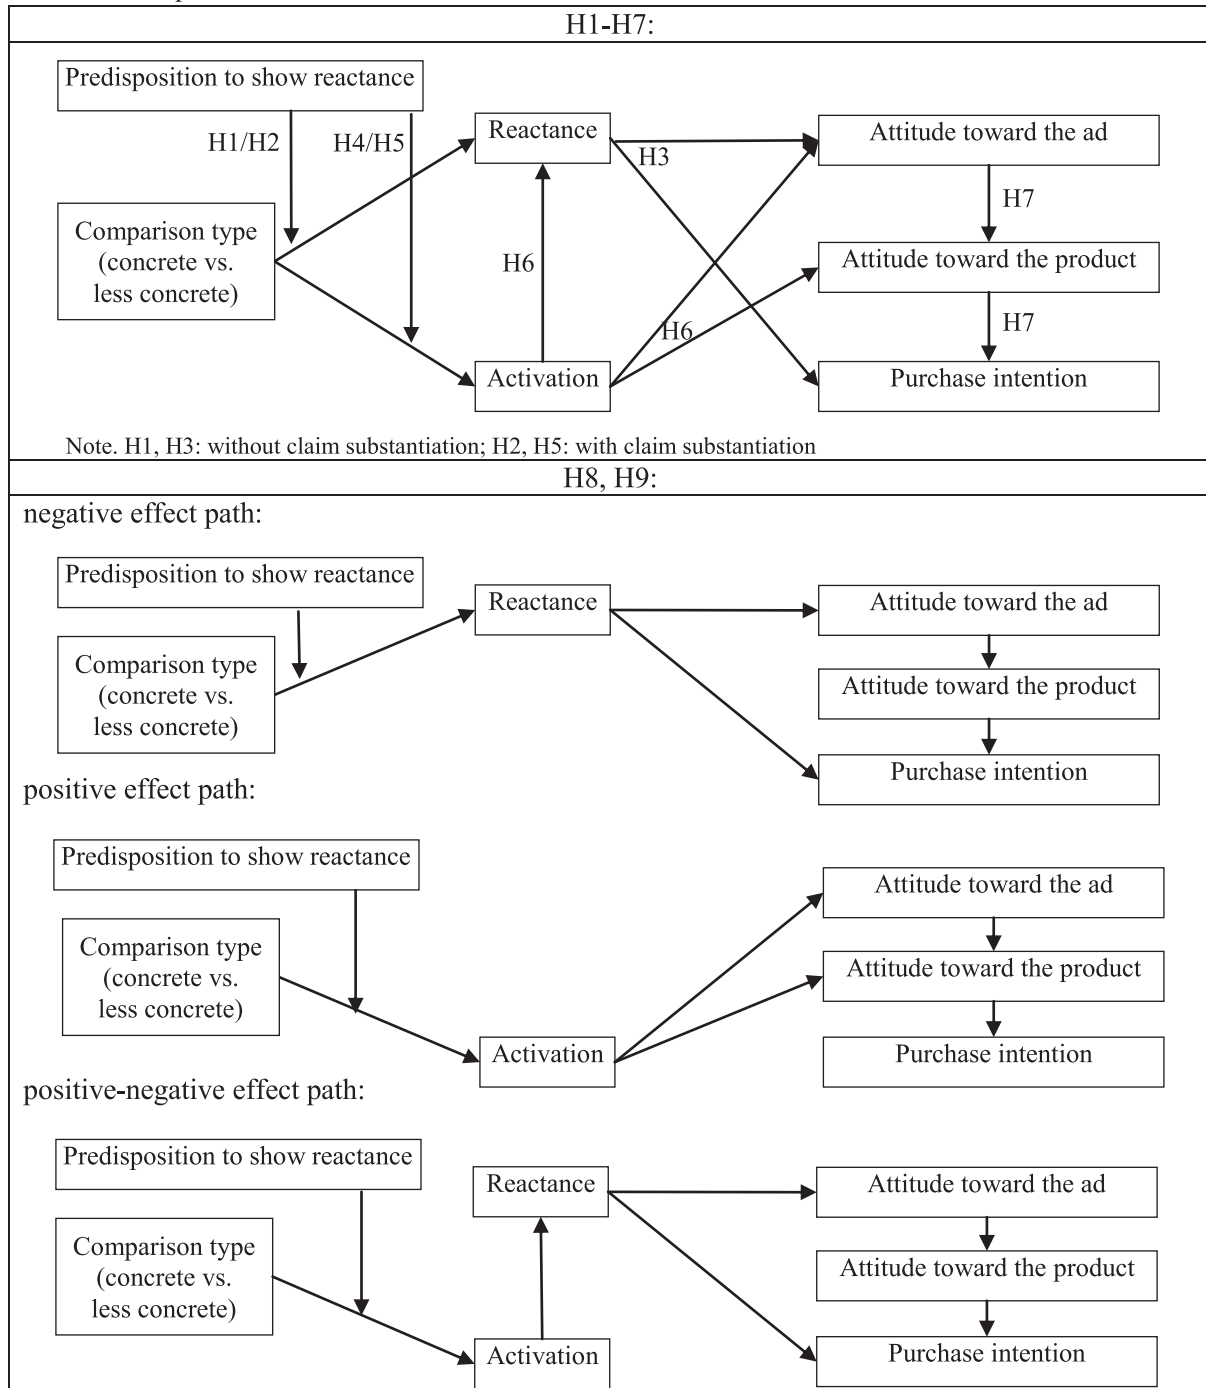 H1-H7:
Predisposition to show reactance
H1/H2
H4/H5
Reactance
Attitude toward the ad
H3
H7
Comparison type
(concrete vs.
less concrete)
H6
Attitude toward the product
H6
H7
Activation
Purchase intention
Note. H1, H3: without claim substantiation; H2, H5: with claim substantiation
H8, H9:
negative effect path:
Predisposition to show reactance
Reactance
Attitude toward the ad
Comparison type
(concrete vs.
less concrete)
Attitude toward the product
Purchase intention
positive effect path:
Predisposition to show reactance
Attitude toward the ad
Comparison type
(concrete vs.
less concrete)
Attitude toward the product
Activation
Purchase intention
positive-negative effect path:
Predisposition to show reactance
Reactance
Attitude toward the ad
Comparison type
(concrete vs.
less concrete)
Attitude toward the product
Activation
Purchase intention